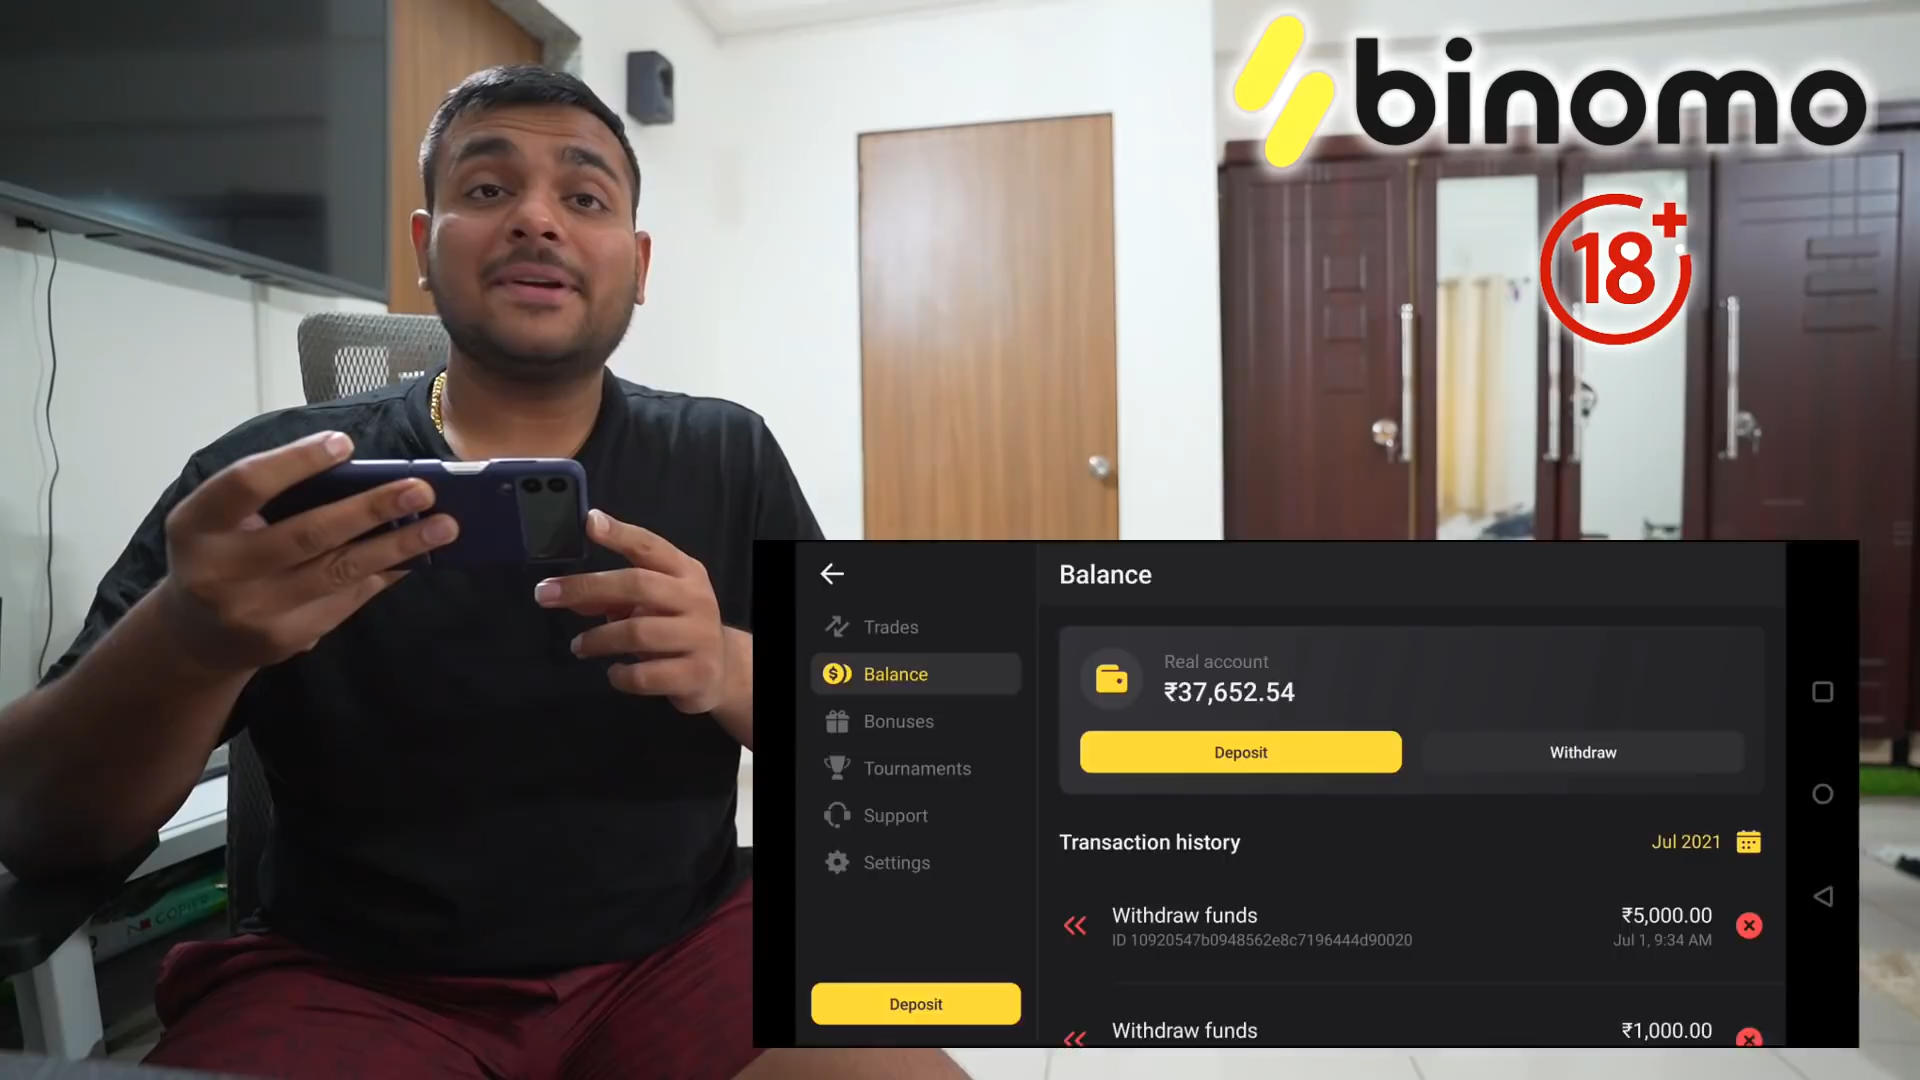 binomo
18+
Balance
Trades
Balance
Bonuses
Tournaments
Support
Settings
Deposit
Real account
₹37,652.54
Deposit
Withdraw
Transaction history
Jul 2021
Withdraw funds
₹5,000.00
ID 10920547b0948562e8c7196444d90020
Jul 1, 9:34 AM
Withdraw funds
₹1,000.00